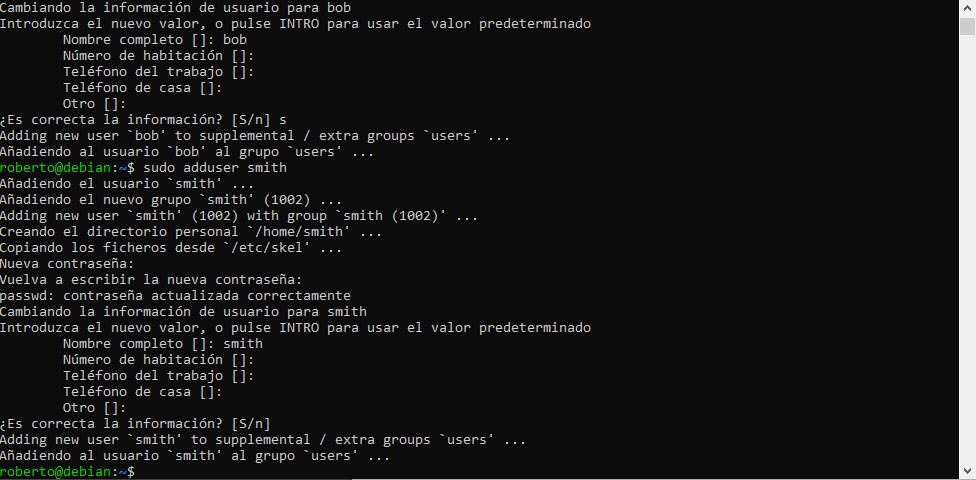 Cambiando la información de usuario para bob
Introduzca el nuevo valor, o pulse INTRO para usar el valor predeterminado
        Nombre completo []: bob
        Número de habitación []:
        Teléfono del trabajo []:
        Teléfono de casa []:
        Otro []:
¿Es correcta la información? [S/n] s
Adding new user `bob' to supplemental / extra groups `users' ...
Añadiendo al usuario `bob' al grupo `users' ...
roberto@debian:~$ sudo adduser smith
Añadiendo el usuario `smith' ...
Añadiendo el nuevo grupo `smith' (1002) ...
Adding new user `smith' (1002) with group `smith (1002)' ...
Creando el directorio personal `/home/smith' ...
Copiando los ficheros desde `/etc/skel' ...
Nueva contraseña:
Vuelva a escribir la nueva contraseña:
passwd: contraseña actualizada correctamente
Cambiando la información de usuario para smith
Introduzca el nuevo valor, o pulse INTRO para usar el valor predeterminado
        Nombre completo []: smith
        Número de habitación []:
        Teléfono del trabajo []:
        Teléfono de casa []:
        Otro []:
¿Es correcta la información? [S/n]
Adding new user `smith' to supplemental / extra groups `users' ...
Añadiendo al usuario `smith' al grupo `users' ...
roberto@debian:~$